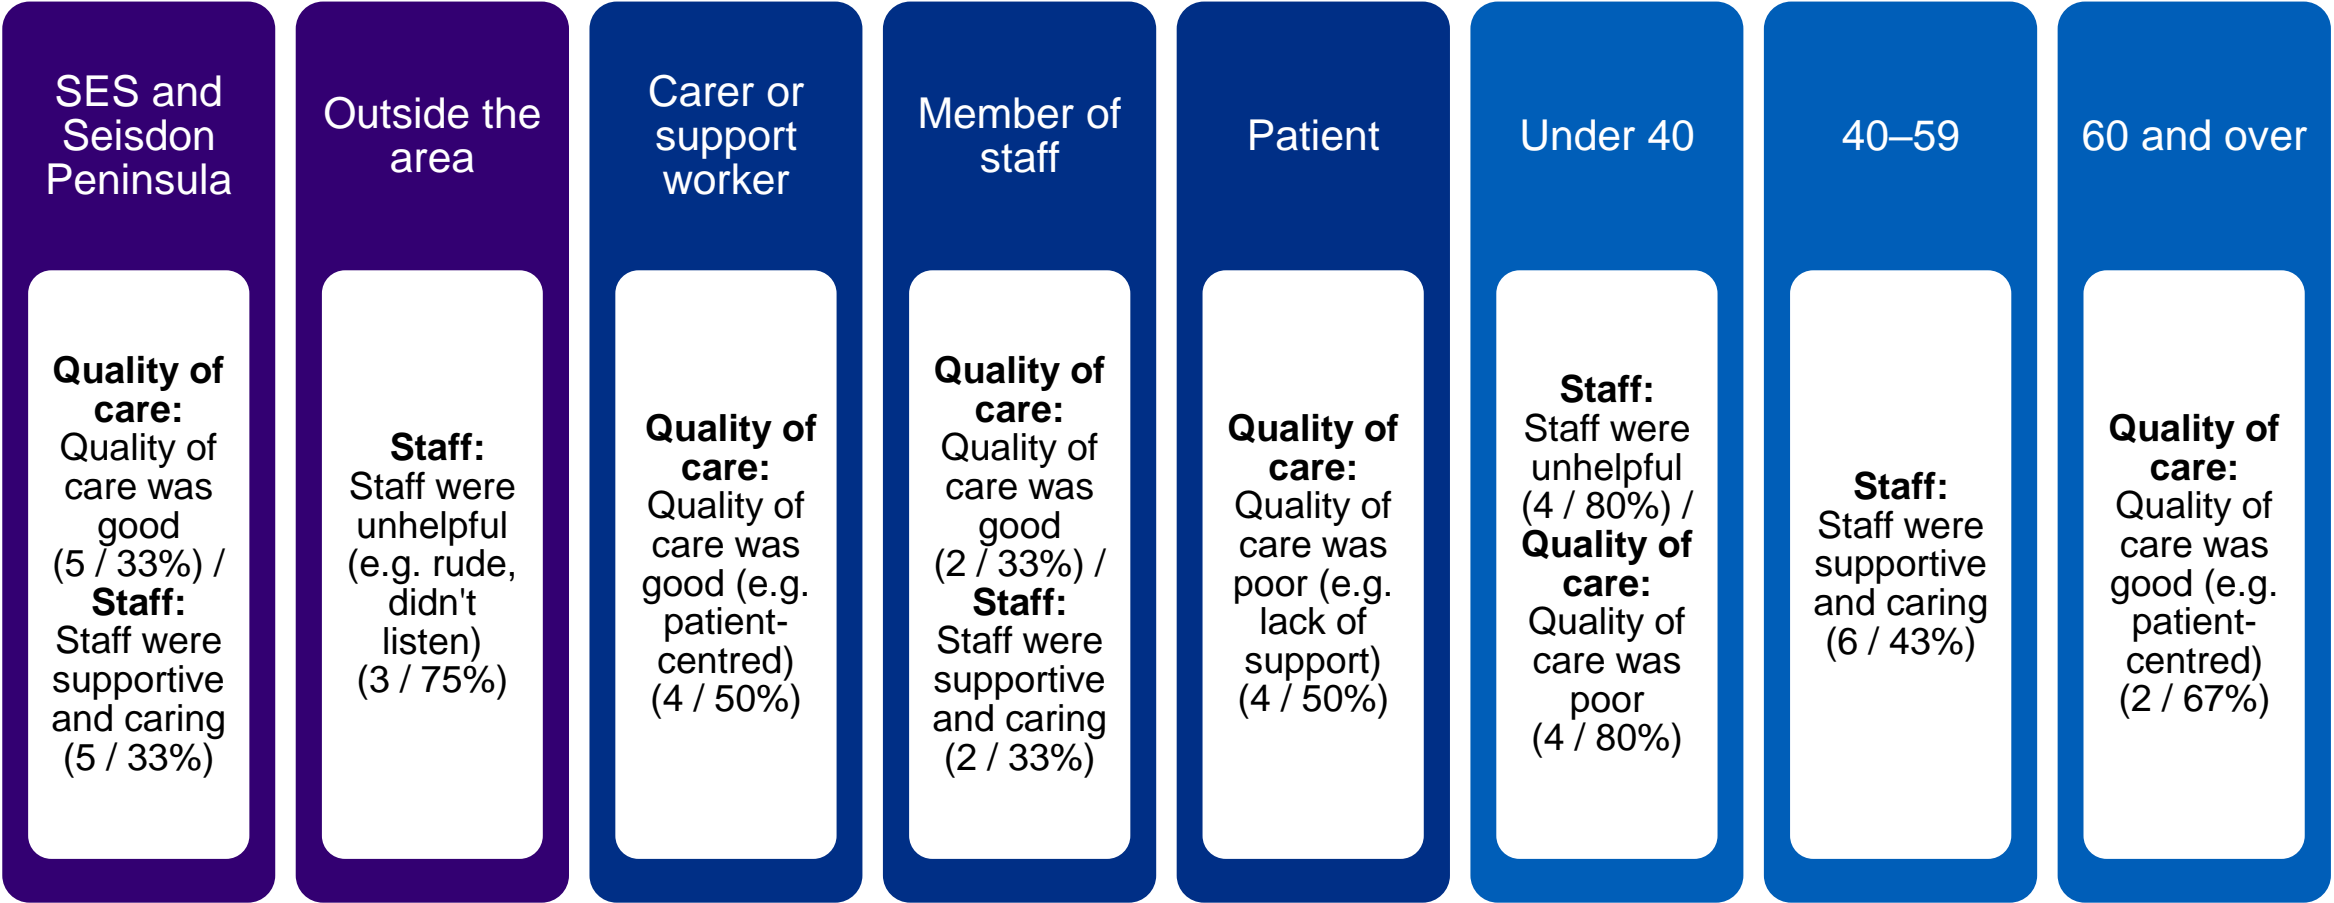 SES and
Seisdon
Peninsula
Quality of
care:
Quality of
care was
good
(5 / 33%) /
Staff:
Staff were
supportive
and caring
(5 / 33%)
Outside the
area
Staff:
Staff were
unhelpful
(e.g. rude,
didn't
listen)
(3 / 75%)
Carer or
support
worker
Quality of
care:
Quality of
care was
good (e.g.
patient-
centred)
(4 / 50%)
Member of
staff
Quality of
care:
Quality of
care was
good
(2 / 33%) /
Staff:
Staff were
supportive
and caring
(2 / 33%)
Patient
Quality of
care:
Quality of
care was
poor (e.g.
lack of
support)
(4 / 50%)
Under 40
Staff:
Staff were
unhelpful
(4 / 80%) /
Quality of
care:
Quality of
care was
poor
(4 / 80%)
40–59
Staff:
Staff were
supportive
and caring
(6 / 43%)
60 and over
Quality of
care:
Quality of
care was
good (e.g.
patient-
centred)
(2 / 67%)